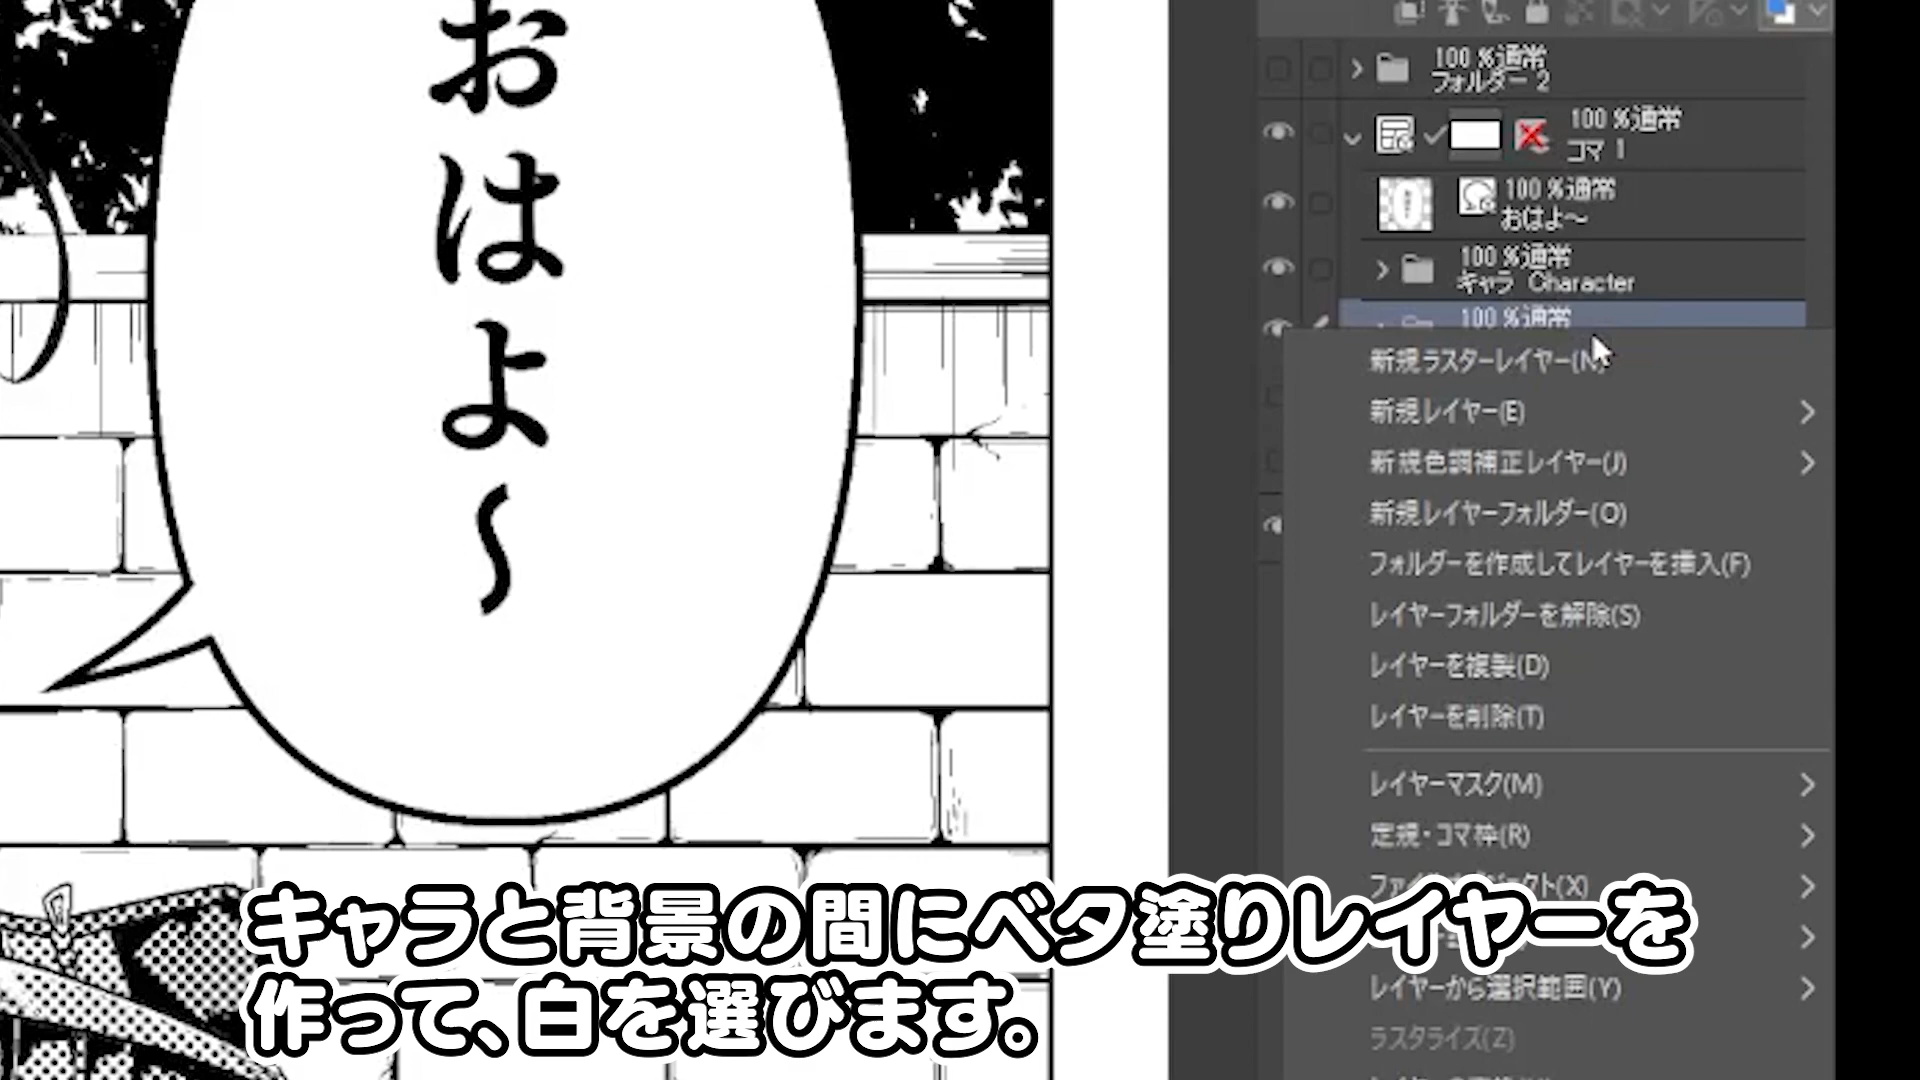 おはよ〜
100 %通常
フォルダー 2
100 %通常
コマ 1
100 %通常
おはよ〜
100 %通常
キャラ Character
100 %通常
新規ラスターレイヤー(N)
新規レイヤー(E)
新規色調補正レイヤー(J)
新規レイヤーフォルダー(O)
フォルダーを作成してレイヤーを挿入(F)
レイヤーフォルダーを解除(S)
レイヤーを複製(D)
レイヤーを削除(T)
レイヤーマスク(M)
定規・コマ枠(R)
レイヤーから選択範囲(Y)
ラスタライズ(Z)
キャラと背景の間にベタ塗りレイヤーを
作って、白を選びます。